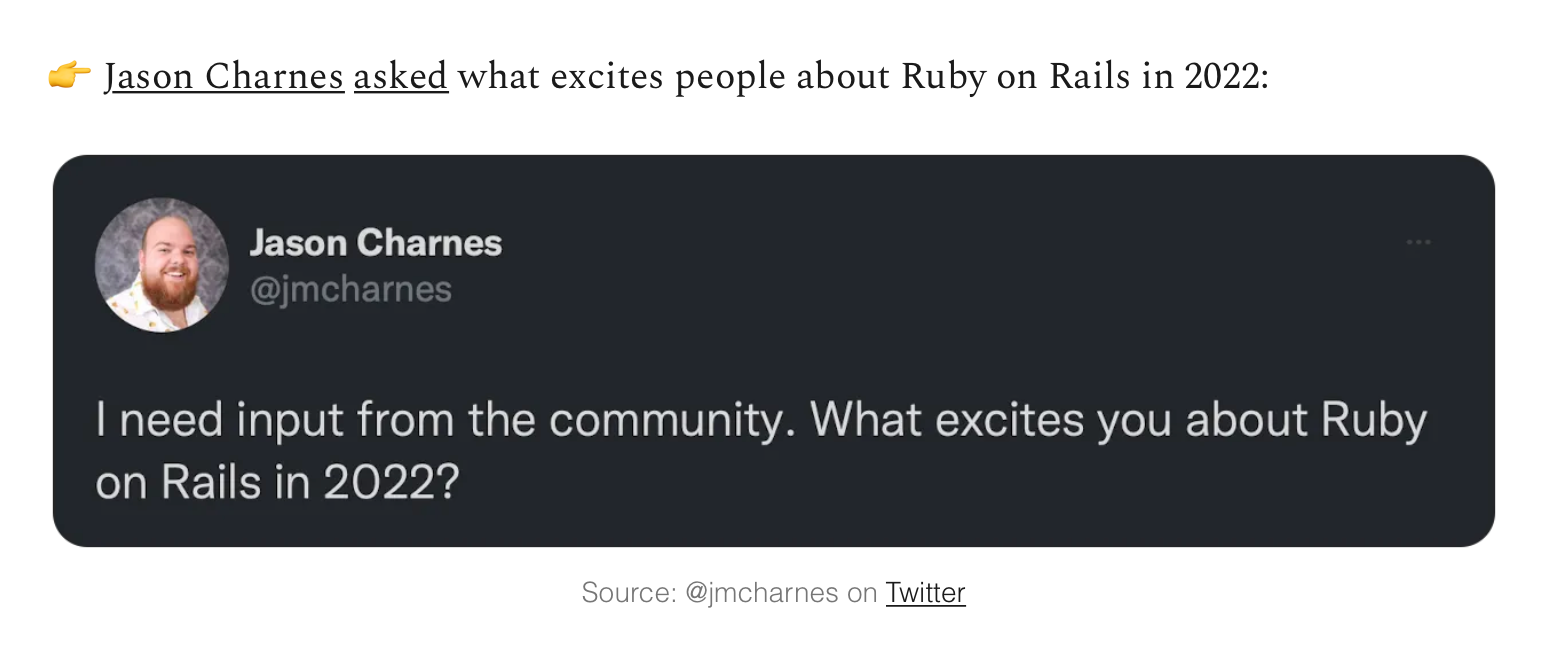 👉 Jason Charnes asked what excites people about Ruby on Rails in 2022:
Jason Charnes
@jmcharnes
...
I need input from the community. What excites you about Ruby
on Rails in 2022?
Source: @jmcharnes on Twitter